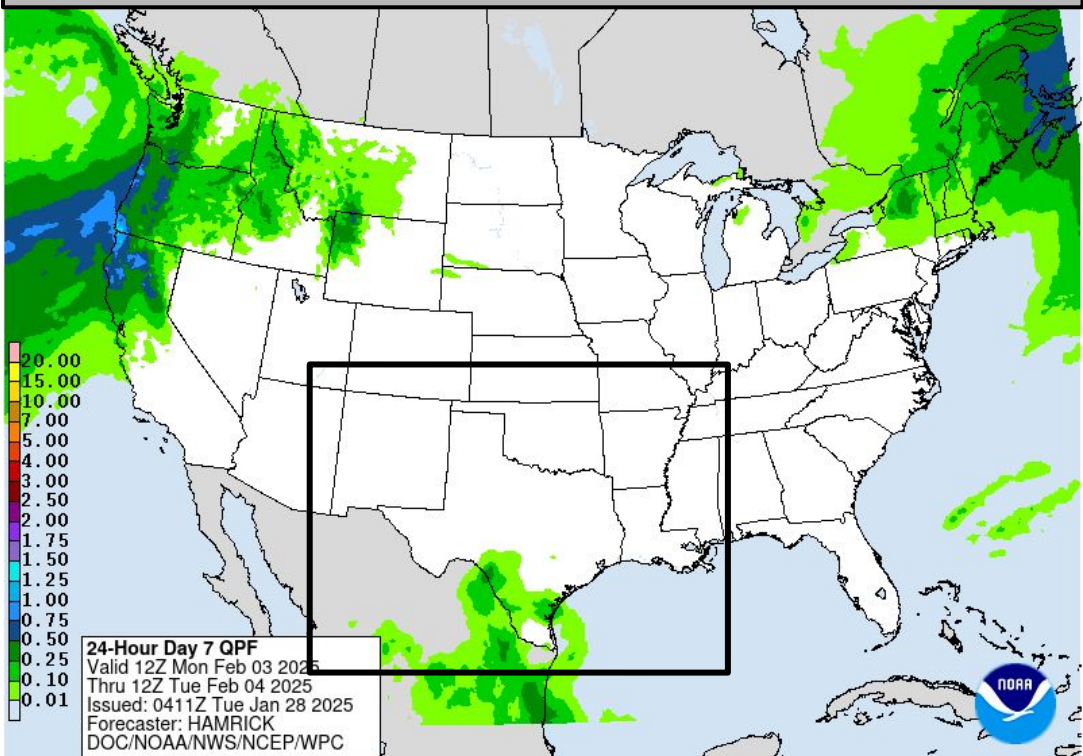 20.00
15.00
10.00
7.00
5.00
4.00
3.00
2.50
2.00
1.75
1.50
1.25
1.00
0.75
0.50
0.25
0.10
0.01
24-Hour Day 7 QPF
Valid 12Z Mon Feb 03 2025
Thru 12Z Tue Feb 04 2025
Issued: 0411Z Tue Jan 28 2025
Forecaster: HAMRICK
DOC/NOAA/NWS/NCEP/WPC
NOAA